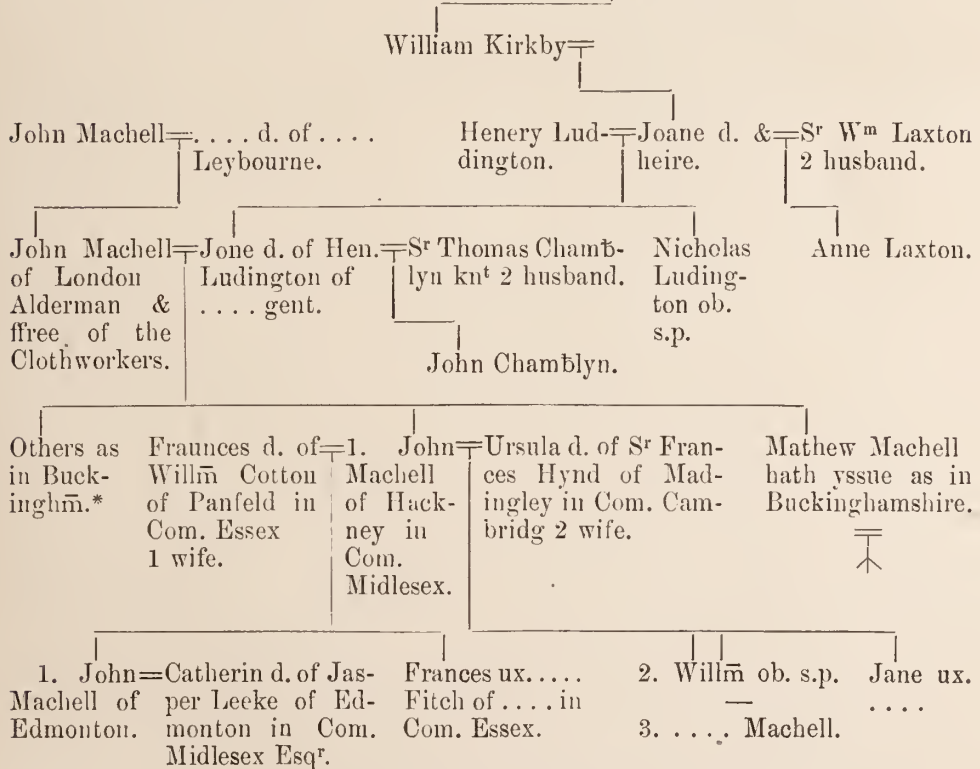 William Kirkby
John Machell . . . . d. of . . . .
Leybourne.
Henery Lud-
dington.
Joane d. &
heire.
Sʳ Wᵐ Laxton
2 husband.
John Machell
of London
Alderman &
ffree of the
Clothworkers.
Jone d. of Hen.
Ludington of
. . . . gent.
Sʳ Thomas Chamƀ-
lyn knᵗ 2 husband.
Nicholas
Luding-
ton ob.
s.p.
Anne Laxton.
John Chamƀlyn.
Others as
in Buck-
inghm̄.*
Fraunces d. of
Willm̄ Cotton
of Panfeld in
Com. Essex
1 wife.
1. John
Machell
of Hack-
ney in
Com.
Midlesex.
Ursula d. of Sʳ Fran-
ces Hynd of Mad-
ingley in Com. Cam-
bridg 2 wife.
Mathew Machell
hath yssue as in
Buckinghamshire.
1. John
Machell of
Edmonton.
Catherin d. of Jas-
per Leeke of Ed-
monton in Com.
Midlesex Esqʳ.
Frances ux. . . . .
Fitch of . . . . in
Com. Essex.
2. Willm̄ ob. s.p.
—
3. . . . . Machell.
Jane ux.
. . . .